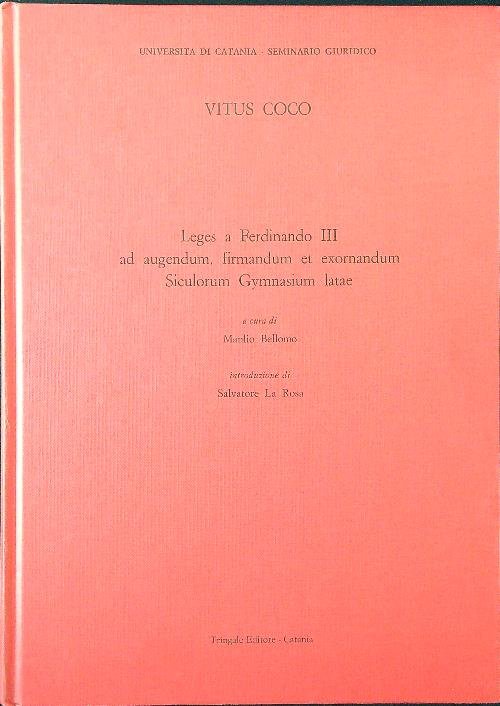 UNIVERSITA DI CATANIA - SEMINARIO GIURIDICO
VITUS COCO
Leges a Ferdinando III
ad augendum, firmandum et exornandum
Siculorum Gymnasium latae
a cura di
Manlio Bellomo
introduzione di
Salvatore La Rosa
Tringale Editore - Catania